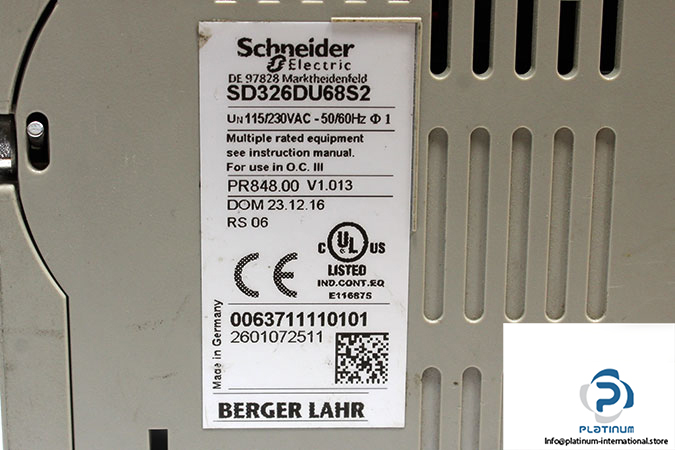 Schneider
Electric
DE 97828 Marktheidenfeld
SD326DU68S2
UN 115/230VAC - 50/60Hz Φ 1
Multiple rated equipment
see instruction manual.
For use in O.C. III
PR848.00 V1.013
DOM 23.12.16
RS 06
C UL US
LISTED
IND.CONT.EQ
E116875
CE
Made in Germany
0063711110101
2601072511
BERGER LAHR
PLATINUM
Info@platinum-international.store